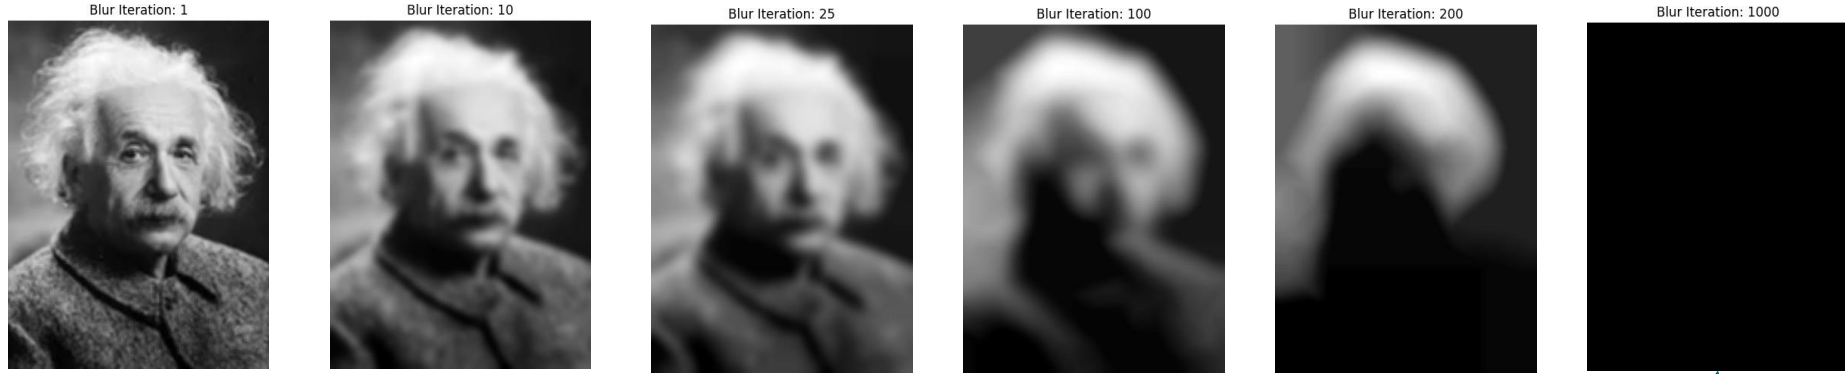 Blur Iteration: 1
Blur Iteration: 10
Blur Iteration: 25
Blur Iteration: 100
Blur Iteration: 200
Blur Iteration: 1000